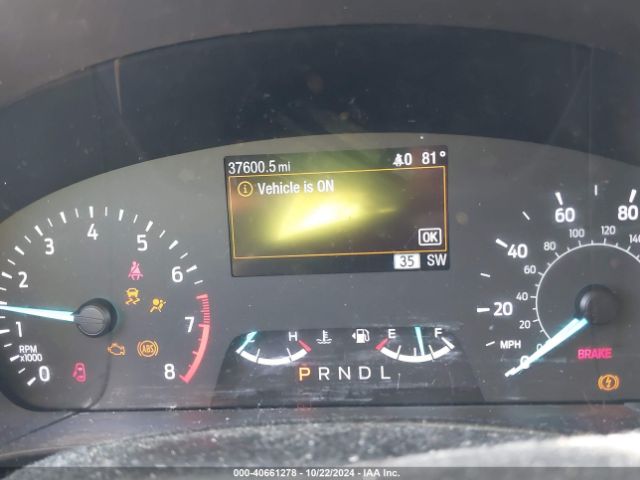 37600.5 mi 0 81°
Vehicle is ON
OK
35 SW
0 1 2 3 4 5 6 7 8
RPM
x1000
ABS
H E F
P R N D L
0 20 40 60 80
0 20 40 60 80 100 120 140
MPH
BRAKE
000-40661278 - 10/22/2024 - IAA Inc.